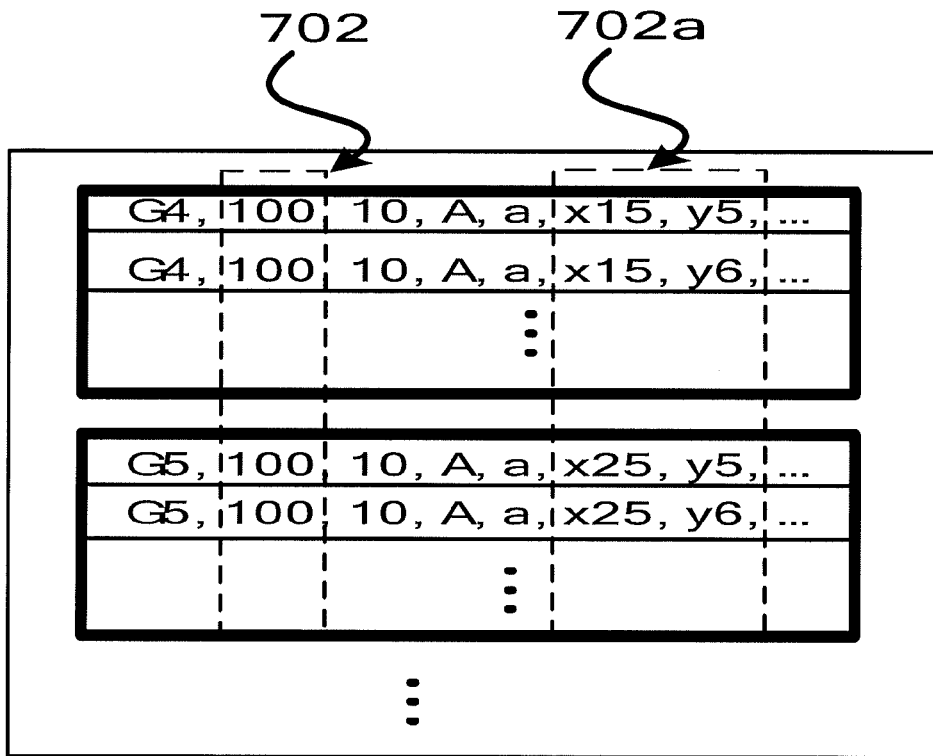 702 702a
G4, 100, 10, A, a, x15, y5, ...
G4, 100, 10, A, a, x15, y6, ...
G5, 100, 10, A, a, x25, y5, ...
G5, 100, 10, A, a, x25, y6, ...